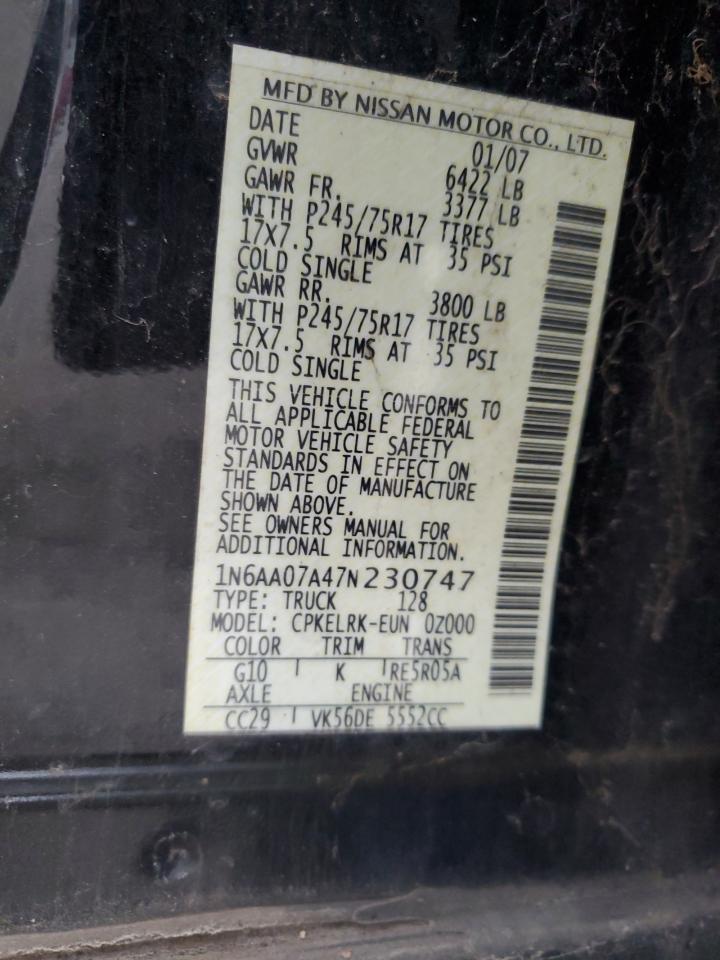 MFD BY NISSAN MOTOR CO., LTD.
DATE 01/07
GVWR 6422 LB
GAWR FR. 3377 LB
WITH P245/75R17 TIRES
17X7.5 RIMS AT 35 PSI
COLD SINGLE
GAWR RR. 3800 LB
WITH P245/75R17 TIRES
17X7.5 RIMS AT 35 PSI
COLD SINGLE
THIS VEHICLE CONFORMS TO
ALL APPLICABLE FEDERAL
MOTOR VEHICLE SAFETY
STANDARDS IN EFFECT ON
THE DATE OF MANUFACTURE
SHOWN ABOVE.
SEE OWNERS MANUAL FOR
ADDITIONAL INFORMATION.
1N6AA07A47N230747
TYPE: TRUCK 128
MODEL: CPKELRK-EUN 0Z000
COLOR TRIM TRANS
G10 K RE5R05A
AXLE ENGINE
CC29 VK56DE 5552CC